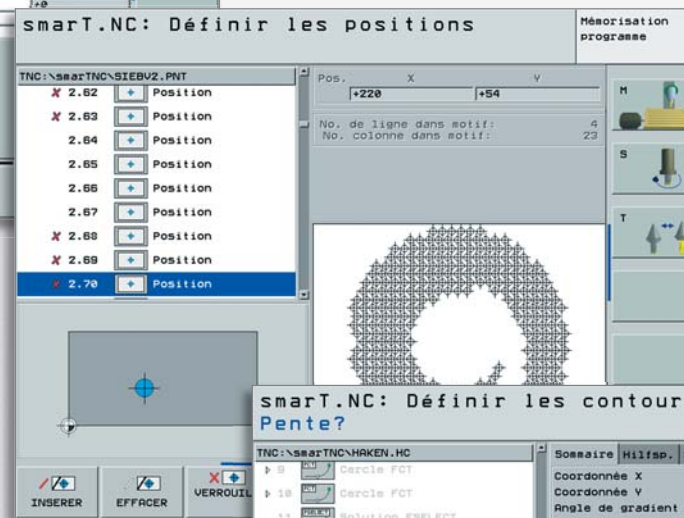 smarT.NC: Définir les positions
Mémorisation
programme
TNC:\smarTNC\SIEBV2.PNT
Pos. X Y
+220 +54
No. de ligne dans motif: 4
No. colonne dans motif: 23
2.62 Position
2.63 Position
2.64 Position
2.65 Position
2.66 Position
2.67 Position
2.68 Position
2.69 Position
2.70 Position
M
S
T
INSERER
EFFACER
VERROUIL
smarT.NC: Définir les contour
Pente?
TNC:\smarTNC\HAKEN.HC
9 Cercle FCT
10 Cercle FCT
11 Solution FSELECT
Sommaire Hilfsp.
Coordonnée X
Coordonnée Y
Angle de gradient